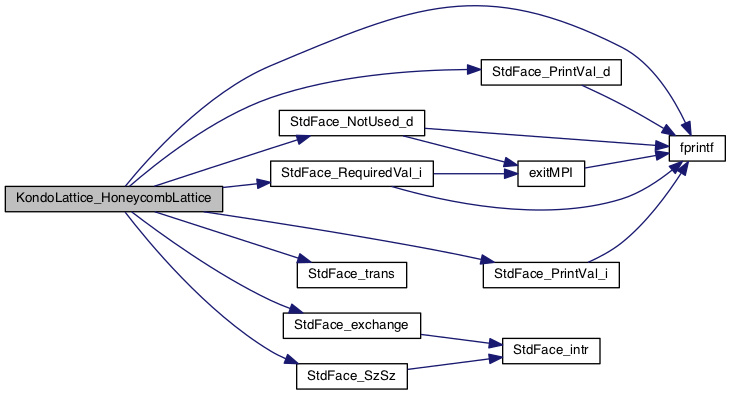 StdFace_PrintVal_d
StdFace_NotUsed_d
fprintf
StdFace_RequiredVal_i
exitMPI
KondoLattice_HoneycombLattice
StdFace_trans
StdFace_PrintVal_i
StdFace_exchange
StdFace_intr
StdFace_SzSz